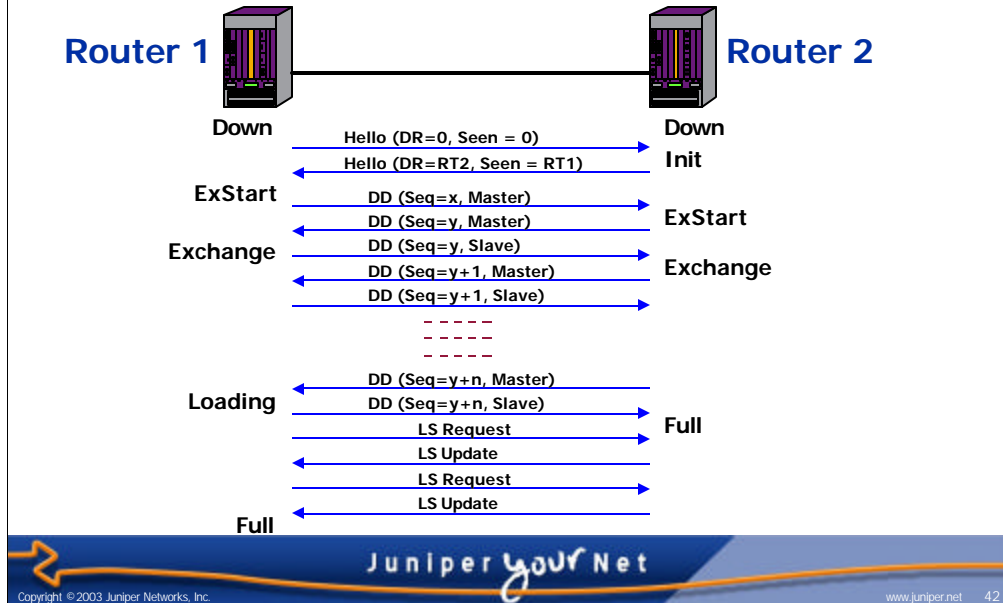 Router 1
Router 2
Down
Down
Hello (DR=0, Seen = 0)
Init
Hello (DR=RT2, Seen = RT1)
ExStart
DD (Seq=x, Master)
ExStart
DD (Seq=y, Master)
Exchange
DD (Seq=y, Slave)
Exchange
DD (Seq=y+1, Master)
DD (Seq=y+1, Slave)
DD (Seq=y+n, Master)
Loading
DD (Seq=y+n, Slave)
Full
LS Request
LS Update
LS Request
LS Update
Full
Juniper your Net
Copyright © 2003 Juniper Networks, Inc.
www.juniper.net 42